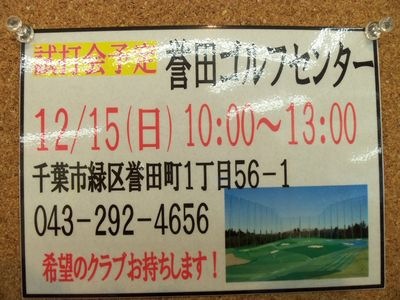 試打会予定 誉田ゴルフセンター
12/15(日) 10:00～13:00
千葉市緑区誉田町1丁目56-1
043-292-4656
希望のクラブお持ちします！